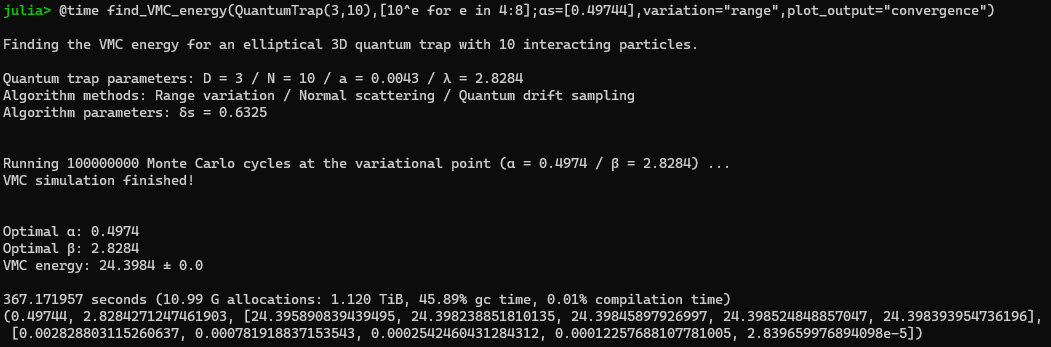 julia> @time find_VMC_energy(QuantumTrap(3,10),[10^e for e in 4:8];αs=[0.49744],variation="range",plot_output="convergence")
Finding the VMC energy for an elliptical 3D quantum trap with 10 interacting particles.
Quantum trap parameters: D = 3 / N = 10 / a = 0.0043 / λ = 2.8284
Algorithm methods: Range variation / Normal scattering / Quantum drift sampling
Algorithm parameters: δs = 0.6325
Running 100000000 Monte Carlo cycles at the variational point (α = 0.4974 / β = 2.8284) ...
VMC simulation finished!
Optimal α: 0.4974
Optimal β: 2.8284
VMC energy: 24.3984 ± 0.0
367.171957 seconds (10.99 G allocations: 1.120 TiB, 45.89% gc time, 0.01% compilation time)
(0.49744, 2.8284271247461903, [24.395890839439495, 24.398238851810135, 24.39845897926997, 24.398524848857047, 24.398393954736196],
[0.002828803115260637, 0.000781918837153543, 0.00025424604312843​12, 0.00012257688107781005, 2.839659976894098e-5])